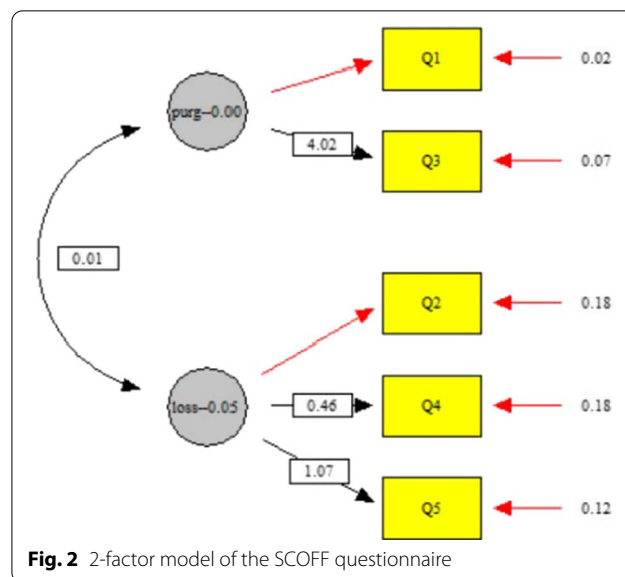 Q1
0.02
purg--0.00
4.02
Q3
0.07
0.01
Q2
0.18
loss--0.05
0.46
Q4
0.18
1.07
Q5
0.12
Fig. 2 2-factor model of the SCOFF questionnaire